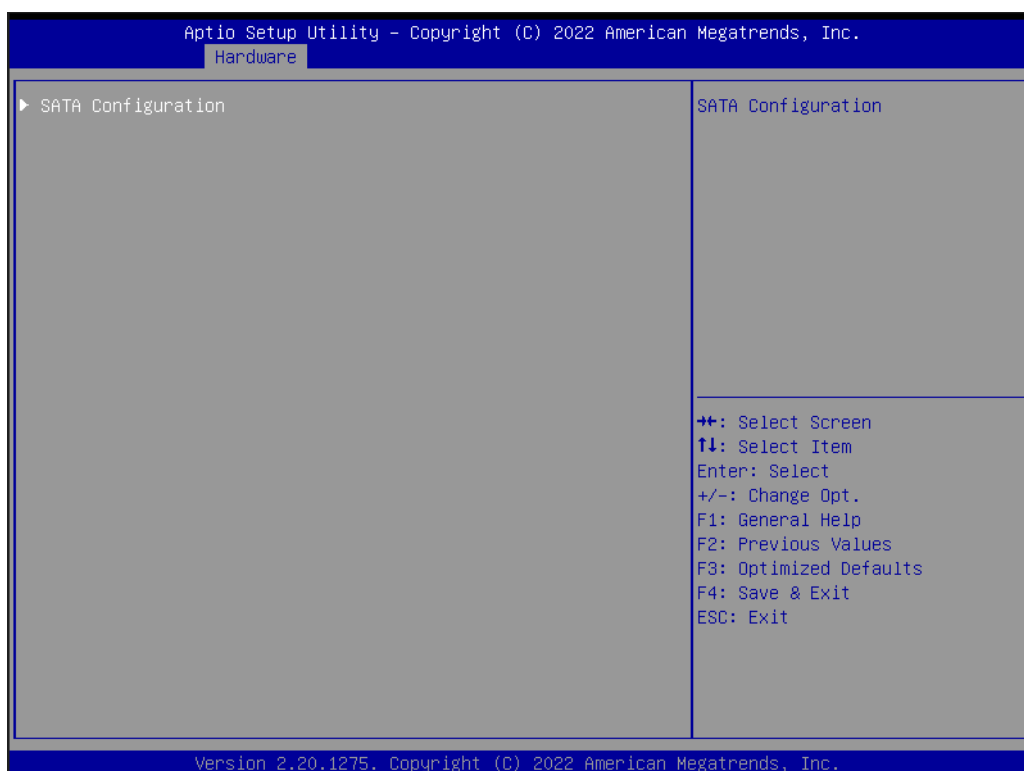 Aptio Setup Utility – Copyright (C) 2022 American Megatrends, Inc.
Hardware
▶ SATA Configuration
SATA Configuration
→←: Select Screen
↑↓: Select Item
Enter: Select
+/-: Change Opt.
F1: General Help
F2: Previous Values
F3: Optimized Defaults
F4: Save & Exit
ESC: Exit
Version 2.20.1275. Copyright (C) 2022 American Megatrends, Inc.